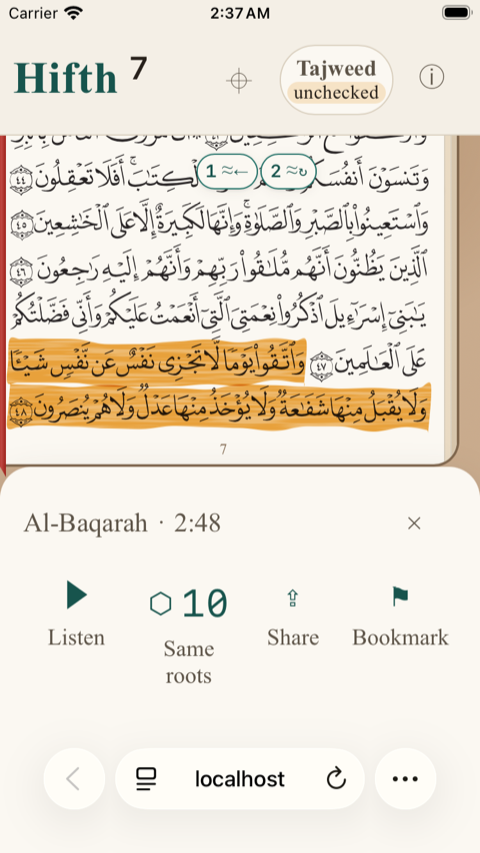 Carrier
2:37 AM
Hifth 7
Tajweed
unchecked
وَتَنسَوْنَ أَنفُسَكُمْ
ٱلْكِتَٰبَ أَفَلَا تَعْقِلُونَ ٤٤
1 ≈←
2 ≈↻
وَٱسْتَعِينُوا۟ بِٱلصَّبْرِ وَٱلصَّلَوٰةِ وَإِنَّهَا لَكَبِيرَةٌ إِلَّا عَلَى ٱلْخَٰشِعِينَ ٤٥
ٱلَّذِينَ يَظُنُّونَ أَنَّهُم مُّلَٰقُوا۟ رَبِّهِمْ وَأَنَّهُمْ إِلَيْهِ رَٰجِعُونَ ٤٦
يَٰبَنِىٓ إِسْرَٰٓءِيلَ ٱذْكُرُوا۟ نِعْمَتِىَ ٱلَّتِىٓ أَنْعَمْتُ عَلَيْكُمْ وَأَنِّى فَضَّلْتُكُمْ
عَلَى ٱلْعَٰلَمِينَ ٤٧ وَٱتَّقُوا۟ يَوْمًا لَّا تَجْزِى نَفْسٌ عَن نَّفْسٍ شَيْـًٔا
وَلَا يُقْبَلُ مِنْهَا شَفَٰعَةٌ وَلَا يُؤْخَذُ مِنْهَا عَدْلٌ وَلَا هُمْ يُنصَرُونَ ٤٨
7
Al-Baqarah · 2:48
×
10
Listen
Same
roots
Share
Bookmark
localhost